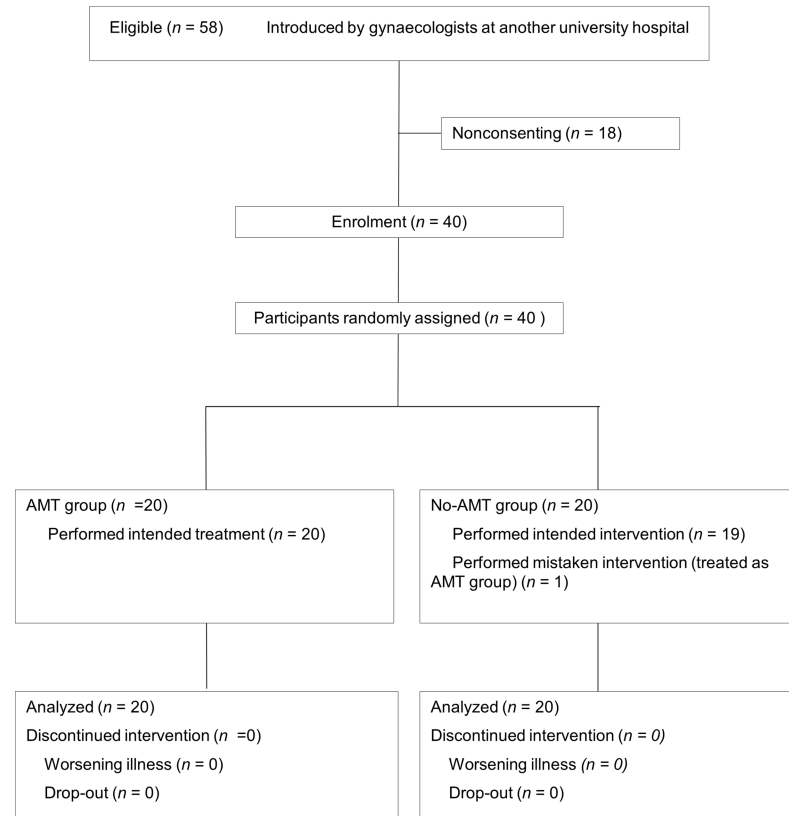 Eligible (n = 58) Introduced by gynaecologists at another university hospital
Nonconsenting (n = 18)
Enrolment (n = 40)
Participants randomly assigned (n = 40 )
AMT group (n =20)
Performed intended treatment (n = 20)
No-AMT group (n = 20)
Performed intended intervention (n = 19)
Performed mistaken intervention (treated as
AMT group) (n = 1)
Analyzed (n = 20)
Discontinued intervention (n =0)
Worsening illness (n = 0)
Drop-out (n = 0)
Analyzed (n = 20)
Discontinued intervention (n = 0)
Worsening illness (n = 0)
Drop-out (n = 0)